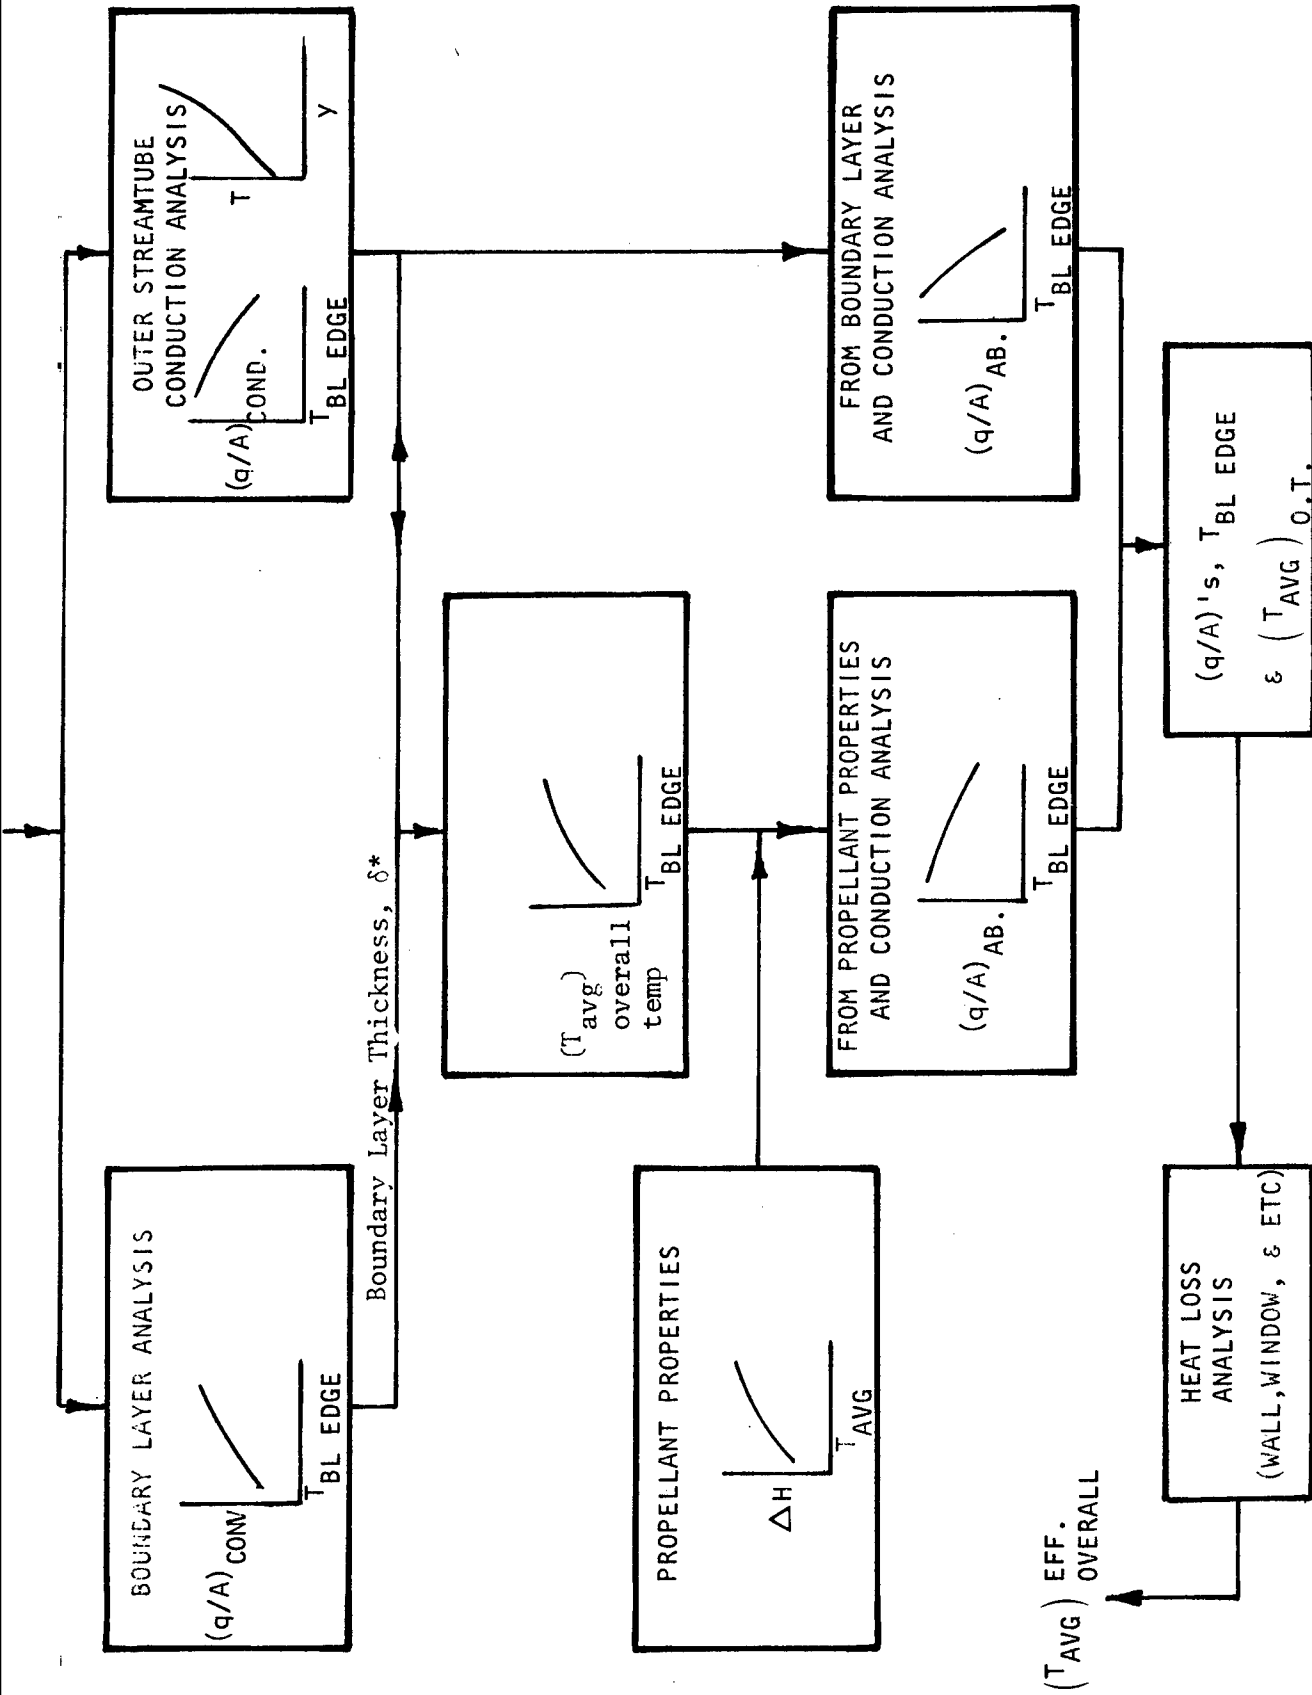 BOUNDARY LAYER ANALYSIS
(q/A)CONV
TBL EDGE
OUTER STREAMTUBE
CONDUCTION ANALYSIS
(q/A)COND.
TBL EDGE
T
y
Boundary Layer Thickness, δ*
(Tavg)
overall
temp
TBL EDGE
PROPELLANT PROPERTIES
ΔH
TAVG
FROM PROPELLANT PROPERTIES
AND CONDUCTION ANALYSIS
(q/A)AB.
TBL EDGE
FROM BOUNDARY LAYER
AND CONDUCTION ANALYSIS
(q/A)AB.
TBL EDGE
(q/A)'s, TBL EDGE
& (TAVG)O.T.
HEAT LOSS
ANALYSIS
(WALL,WINDOW, & ETC)
(TAVG) EFF.
OVERALL